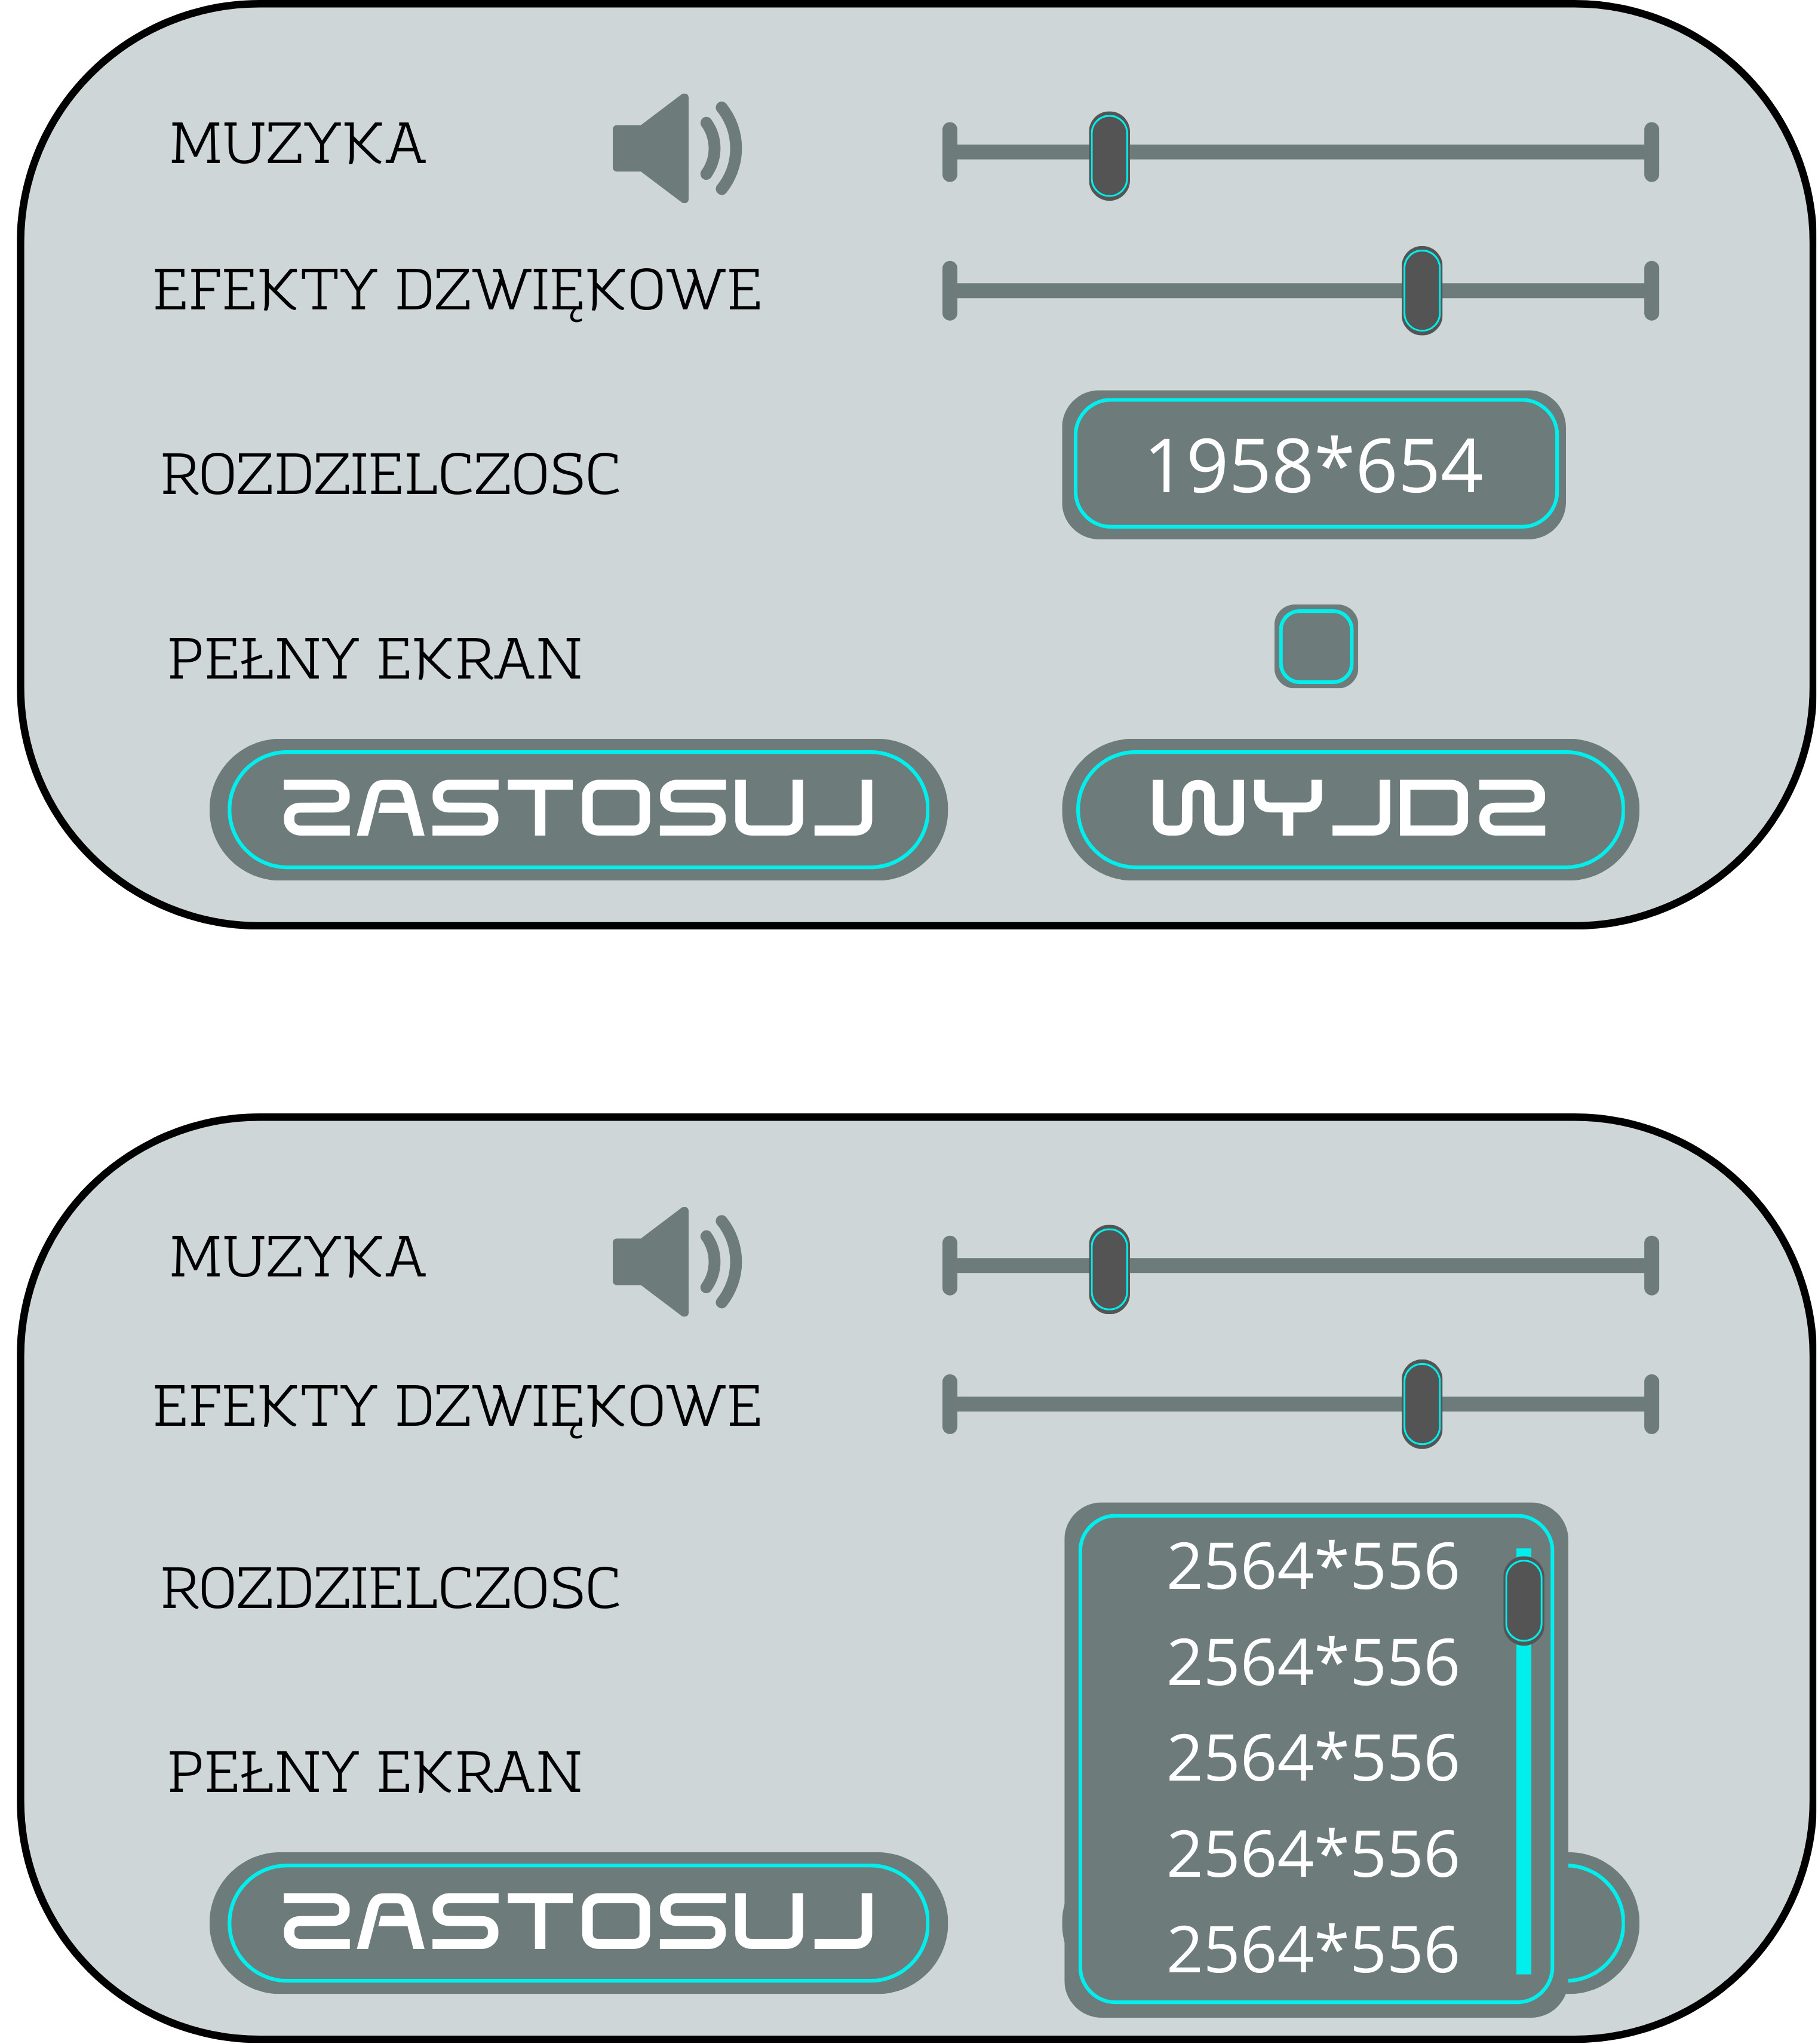 MUZYKA
EFEKTY DZWIĘKOWE
ROZDZIELCZOSC
1958*654
PEŁNY EKRAN
ZASTOSUJ
WYJDZ
MUZYKA
EFEKTY DZWIĘKOWE
ROZDZIELCZOSC
2564*556
2564*556
2564*556
2564*556
2564*556
PEŁNY EKRAN
ZASTOSUJ